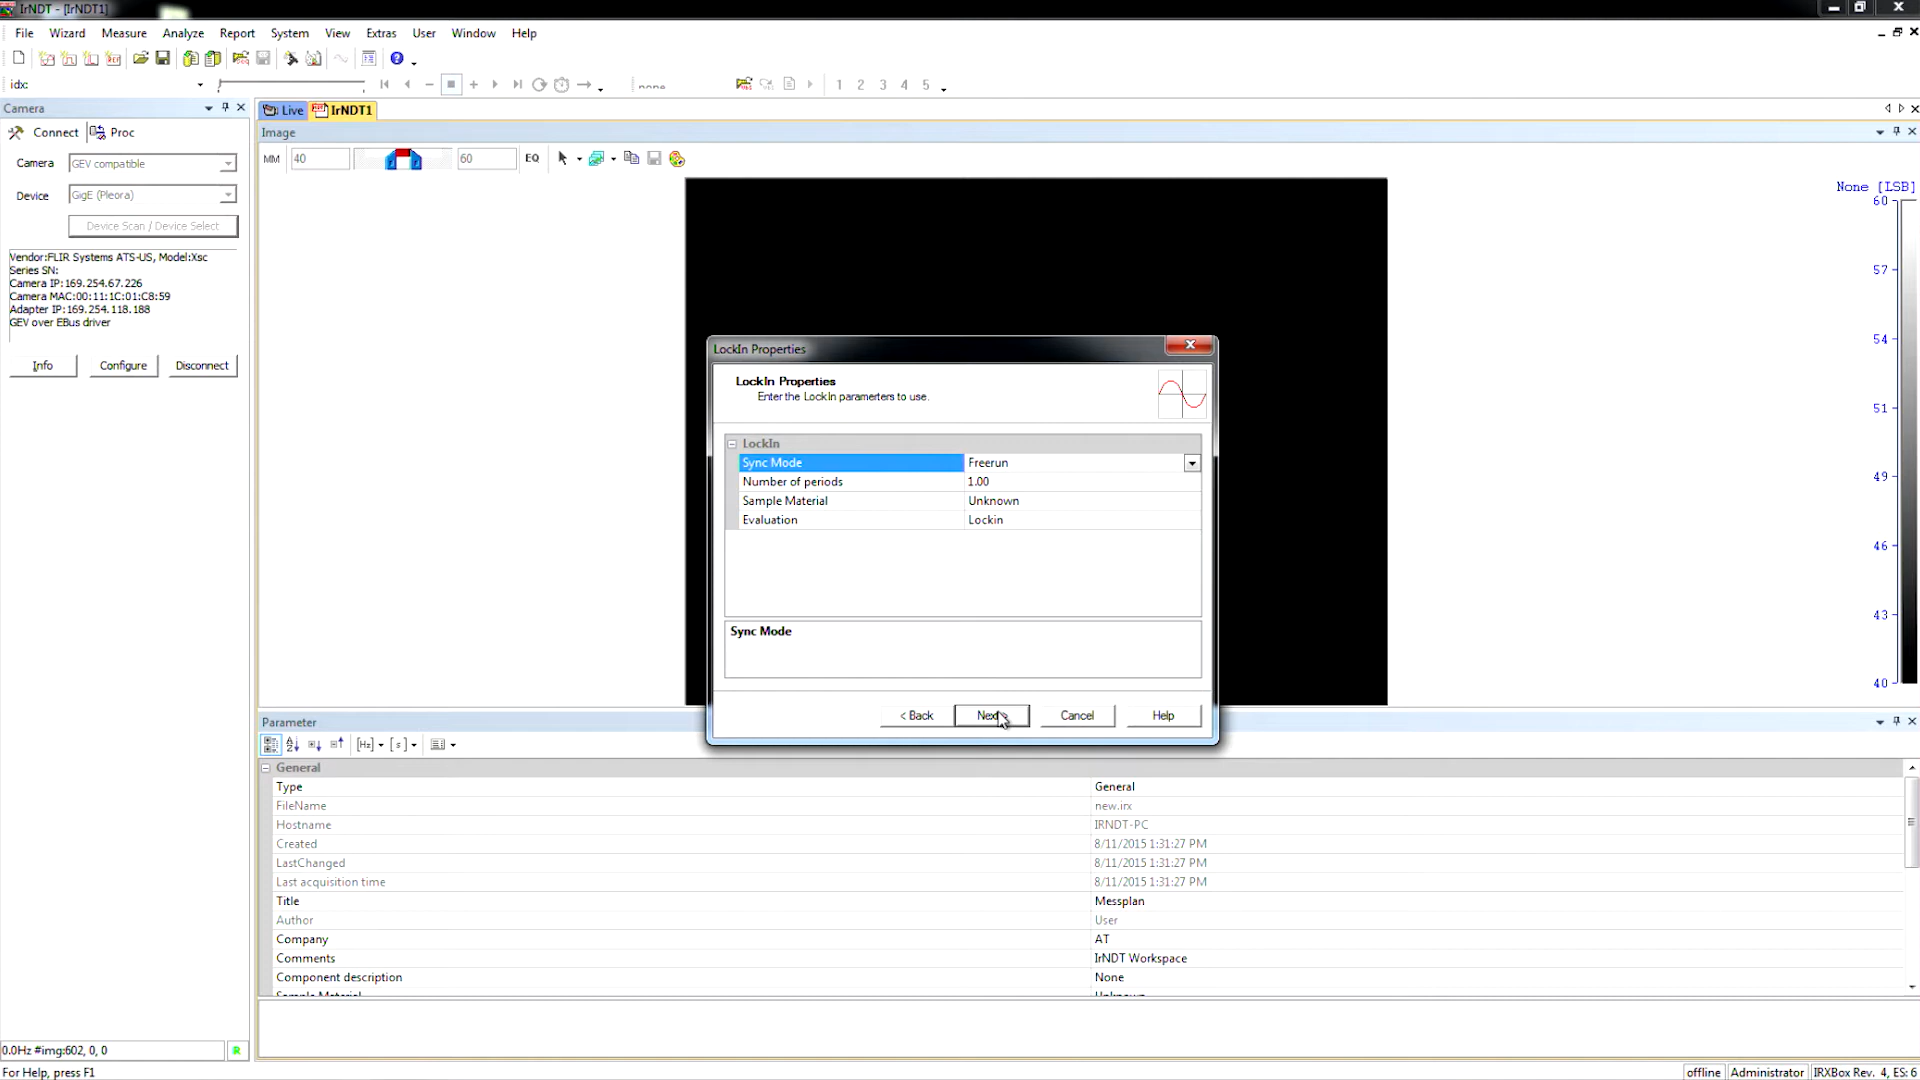 IrNDT - [IrNDT1]
File Wizard Measure Analyze Report System View Extras User Window Help
idx: none 1 2 3 4 5
Camera
Live IrNDT1
Connect Proc
Image
Camera GEV compatible
MM 40 60 EQ
Device GigE (Pleora)
Device Scan / Device Select
Vendor:FLIR Systems ATS-US, Model:Xsc
Series SN:
Camera IP:169.254.67.226
Camera MAC:00:11:1C:01:C8:59
Adapter IP:169.254.118.188
GEV over EBus driver
Info Configure Disconnect
None [LSB]
60
57
54
51
49
46
43
40
LockIn Properties
LockIn Properties
Enter the LockIn paramerters to use.
LockIn
Sync Mode Freerun
Number of periods 1.00
Sample Material Unknown
Evaluation Lockin
Sync Mode
< Back Next Cancel Help
Parameter
[Hz] [s]
General
Type General
FileName new.irx
Hostname IRNDT-PC
Created 8/11/2015 1:31:27 PM
LastChanged 8/11/2015 1:31:27 PM
Last acquisition time 8/11/2015 1:31:27 PM
Title Messplan
Author User
Company AT
Comments IrNDT Workspace
Component description None
Sample Material Unknown
0.0Hz #img:602, 0, 0 R
For Help, press F1 offline Administrator IRXBox Rev. 4, ES: 6